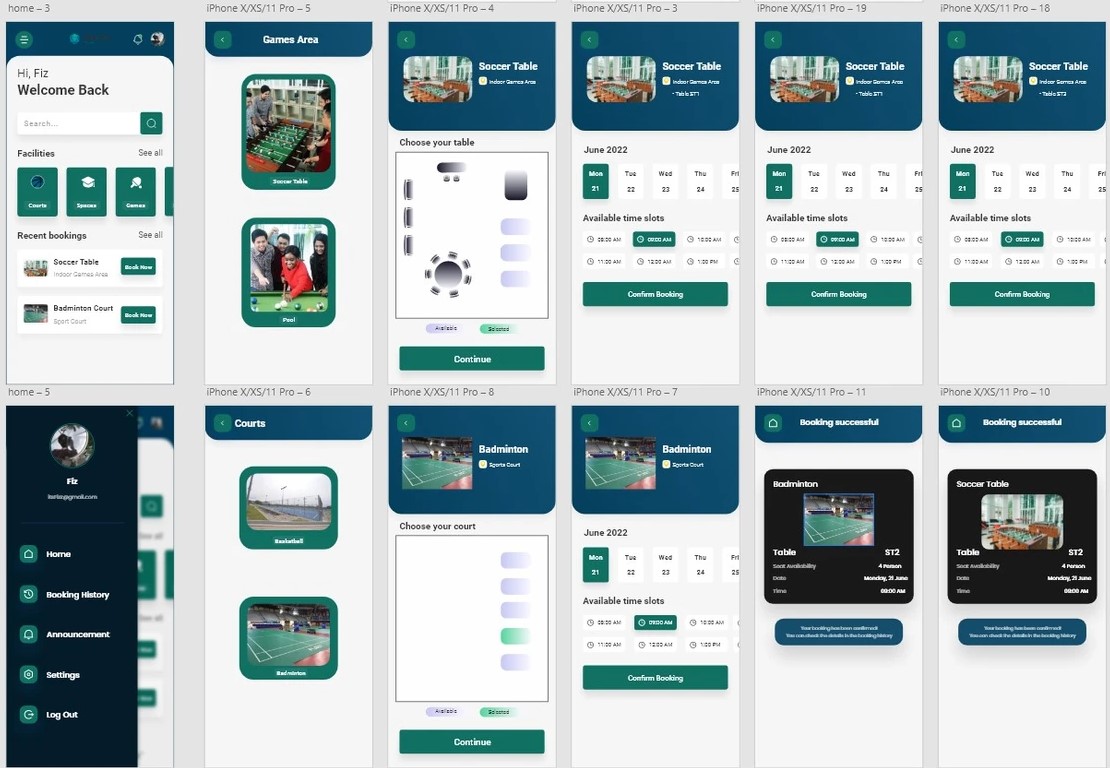 home – 3
Hi, Fiz
Welcome Back
Search...
Facilities
See all
Courts
Spaces
Games
Recent bookings
See all
Soccer Table
Indoor Games Area
Book Now
Badminton Court
Sport Court
Book Now
iPhone X/XS/11 Pro – 5
Games Area
Soccer Table
Pool
iPhone X/XS/11 Pro – 4
Soccer Table
Indoor Games Area
Choose your table
Available
Selected
Continue
iPhone X/XS/11 Pro – 3
Soccer Table
Indoor Games Area
- Table ST1
June 2022
Mon
Tue
Wed
Thu
Fri
21
22
23
24
25
Available time slots
08:00 AM
09:00 AM
10:00 AM
11:00 AM
12:00 AM
1:00 PM
Confirm Booking
iPhone X/XS/11 Pro – 19
Soccer Table
Indoor Games Area
- Table ST1
June 2022
Mon
Tue
Wed
Thu
Fri
21
22
23
24
25
Available time slots
08:00 AM
09:00 AM
10:00 AM
11:00 AM
12:00 AM
1:00 PM
Confirm Booking
iPhone X/XS/11 Pro – 18
Soccer Table
Indoor Games Area
- Table ST2
June 2022
Mon
Tue
Wed
Thu
21
22
23
24
Available time slots
08:00 AM
09:00 AM
10:00 AM
11:00 AM
12:00 AM
1:00 PM
Confirm Booking
home – 5
Fiz
Home
Booking History
Announcement
Settings
Log Out
iPhone X/XS/11 Pro – 6
Courts
Basketball
Badminton
iPhone X/XS/11 Pro – 8
Badminton
Sports Court
Choose your court
Available
Selected
Continue
iPhone X/XS/11 Pro – 7
Badminton
Sports Court
June 2022
Mon
Tue
Wed
Thu
Fri
21
22
23
24
25
Available time slots
08:00 AM
09:00 AM
10:00 AM
11:00 AM
12:00 AM
1:00 PM
Confirm Booking
iPhone X/XS/11 Pro – 11
Booking successful
Badminton
Table
ST2
Seat Availability
4 Person
Date
Monday, 21 June
Time
09:00 AM
Your booking has been confirmed!
You can check the details in the booking history
iPhone X/XS/11 Pro – 10
Booking successful
Soccer Table
Table
ST2
Seat Availability
4 Person
Date
Monday, 21 June
Time
09:00 AM
Your booking has been confirmed!
You can check the details in the booking history